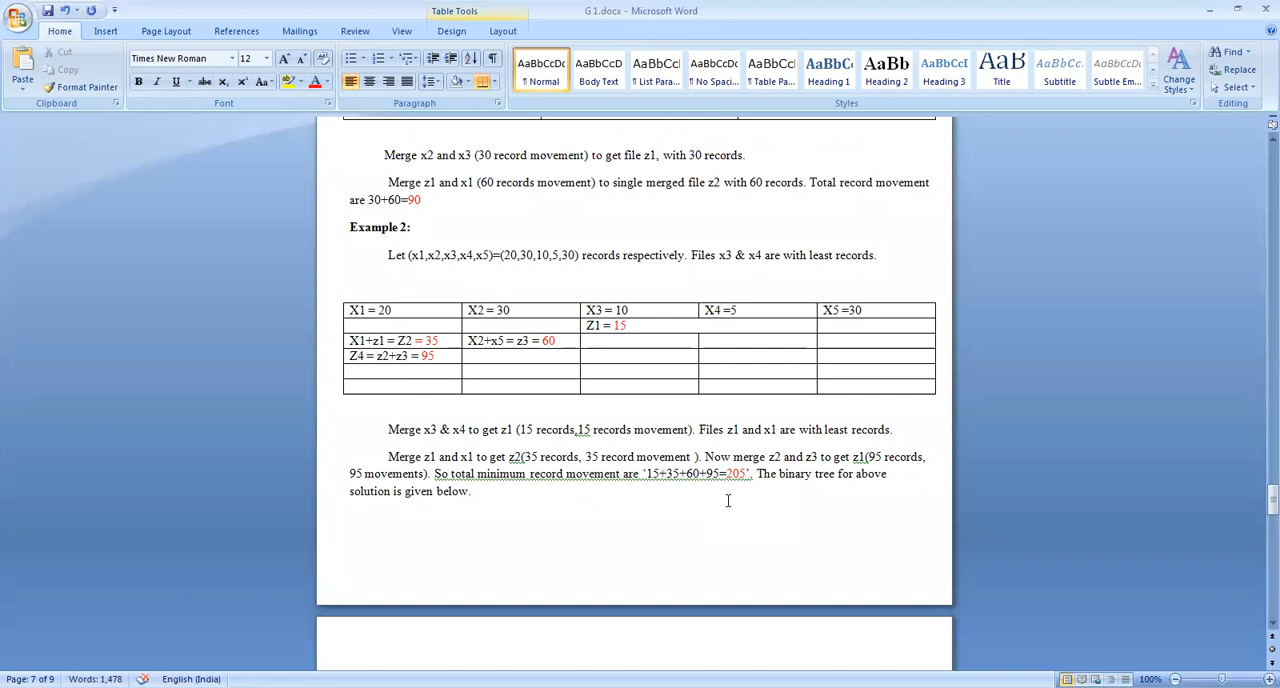 Table Tools
G 1.docx - Microsoft Word
Home Insert Page Layout References Mailings Review View Design Layout
Paste
Cut
Copy
Format Painter
Clipboard
Times New Roman 12
B I U abe x, x² Aa
Font
Paragraph
AaBbCcDc AaBbCcDc AaBbCcI AaBbCcDc AaBbCcI AaBbCc AaBbCc AaBbCcI AaB AaBbCc. AaBbCcDc
¶ Normal Body Text ¶ List Para... ¶ No Spaci... ¶ Table Pa... Heading 1 Heading 2 Heading 3 Title Subtitle Subtle Em...
Styles
Change
Styles
Find
Replace
Select
Editing
Merge x2 and x3 (30 record movement) to get file z1, with 30 records.
Merge z1 and x1 (60 records movement) to single merged file z2 with 60 records. Total record movement
are 30+60=90
Example 2:
Let (x1,x2,x3,x4,x5)=(20,30,10,5,30) records respectively. Files x3 & x4 are with least records.
X1 = 20 X2 = 30 X3 = 10 X4 =5 X5 =30
Z1 = 15
X1+z1 = Z2 = 35 X2+x5 = z3 = 60
Z4 = z2+z3 = 95
Merge x3 & x4 to get z1 (15 records,15 records movement). Files z1 and x1 are with least records.
Merge z1 and x1 to get z2(35 records, 35 record movement ). Now merge z2 and z3 to get z1(95 records,
95 movements). So total minimum record movement are ‘15+35+60+95=205’. The binary tree for above
solution is given below.
Page: 7 of 9 Words: 1,478 English (India) 100%